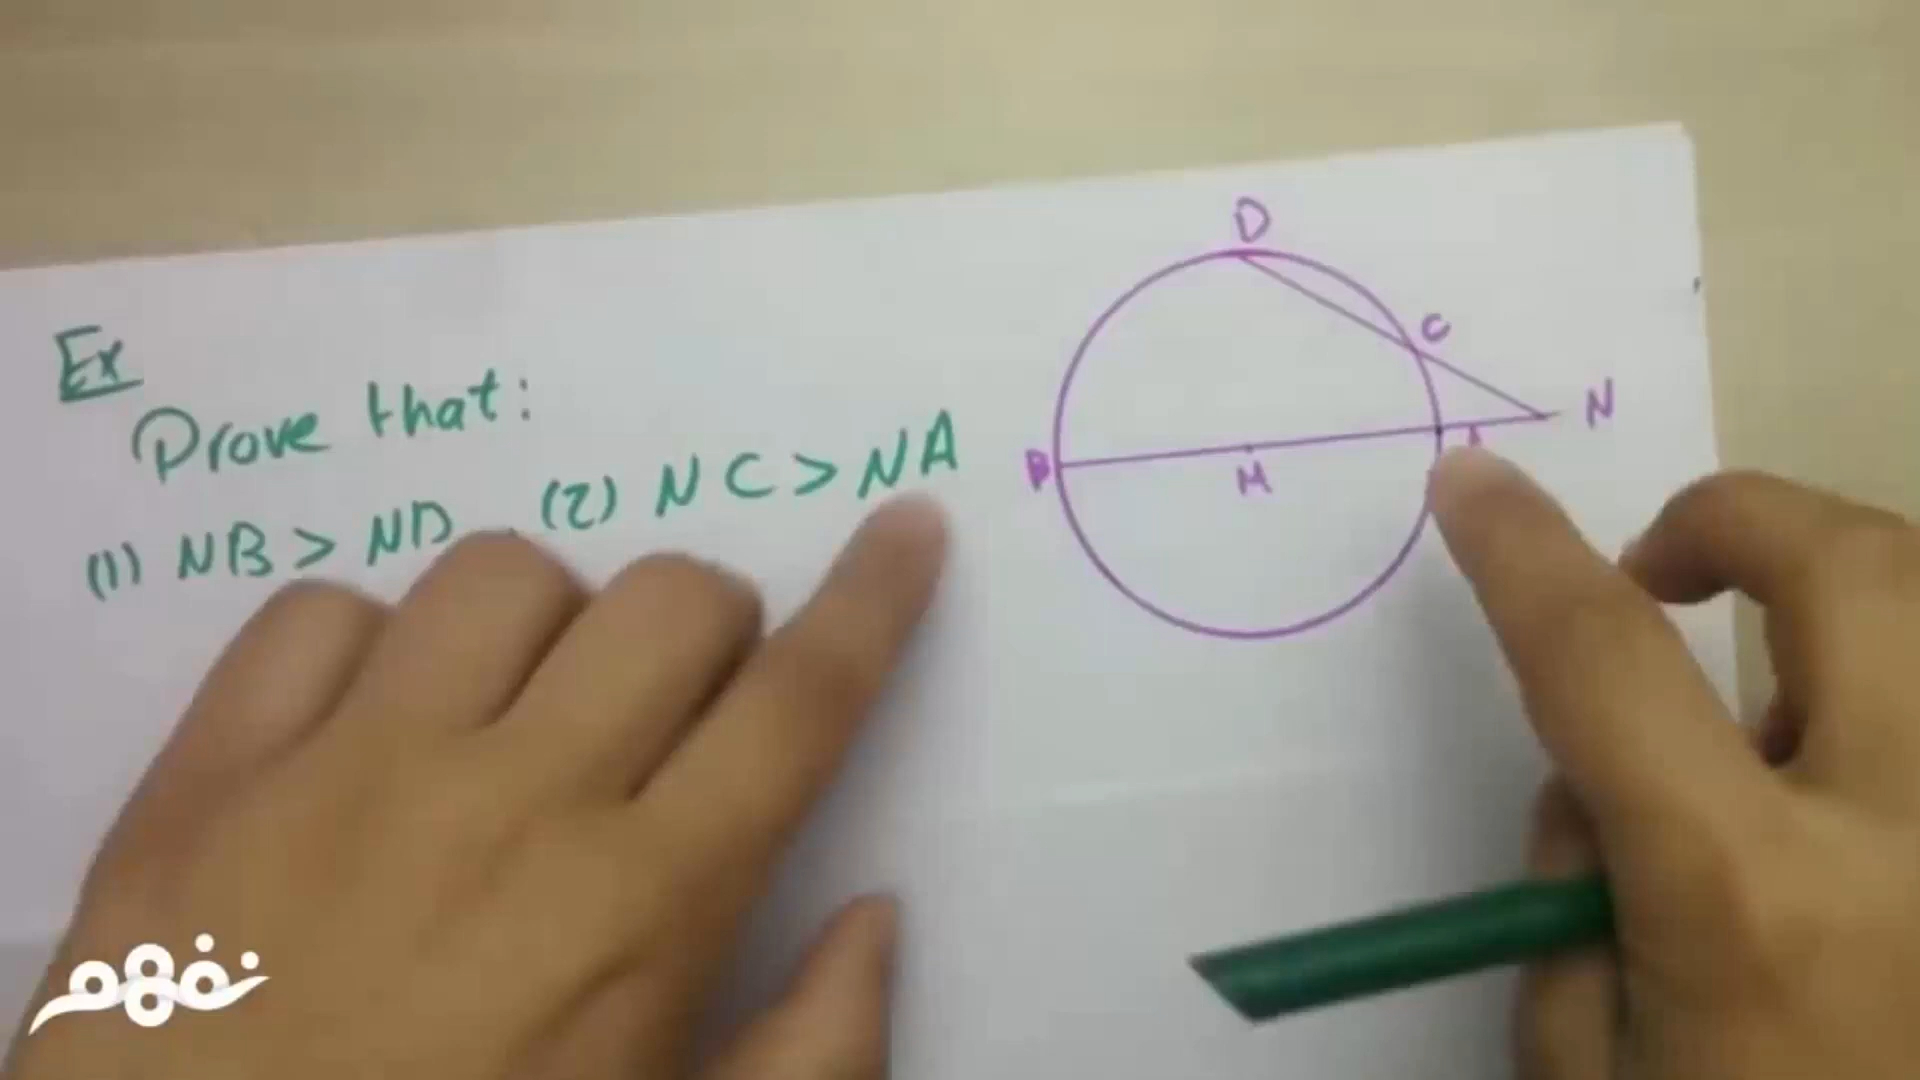 Ex
Prove that:
(1) NB > ND , (2) NC > NA
D
C
N
B
M
A
نفهم